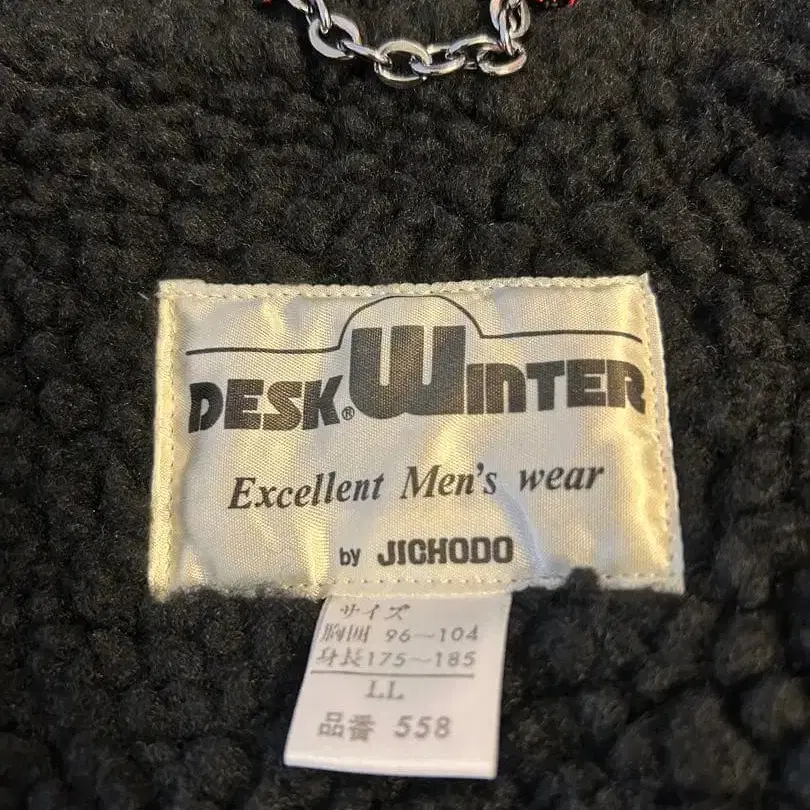 DESK® WINTER
Excellent Men's wear
by JICHODO
サイズ
胸囲 96~104
身長175~185
LL
品番 558